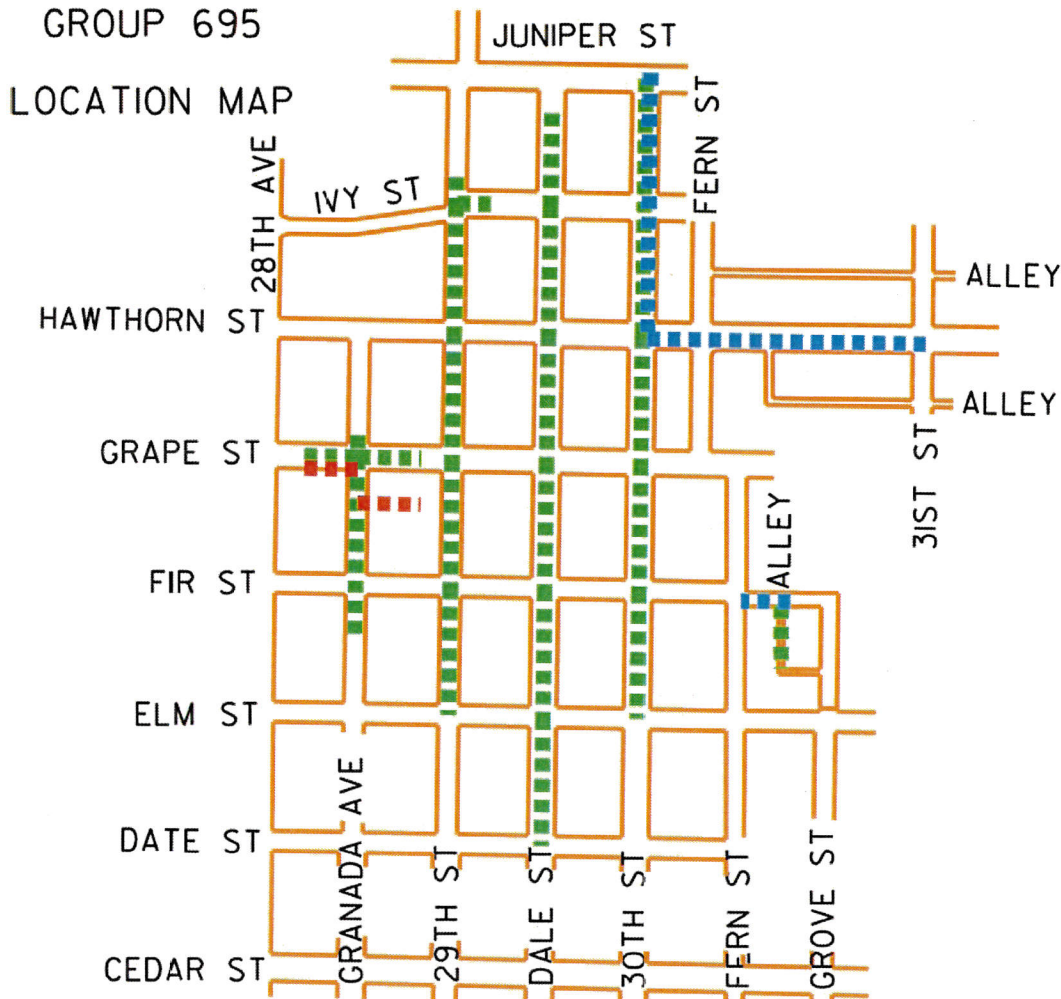 GROUP 695
JUNIPER ST
LOCATION MAP
FERN ST
28TH AVE
IVY ST
ALLEY
HAWTHORN ST
ALLEY
GRAPE ST
31ST ST
ALLEY
FIR ST
ELM ST
GRANADA AVE
DATE ST
29TH ST
DALE ST
30TH ST
FERN ST
GROVE ST
CEDAR ST